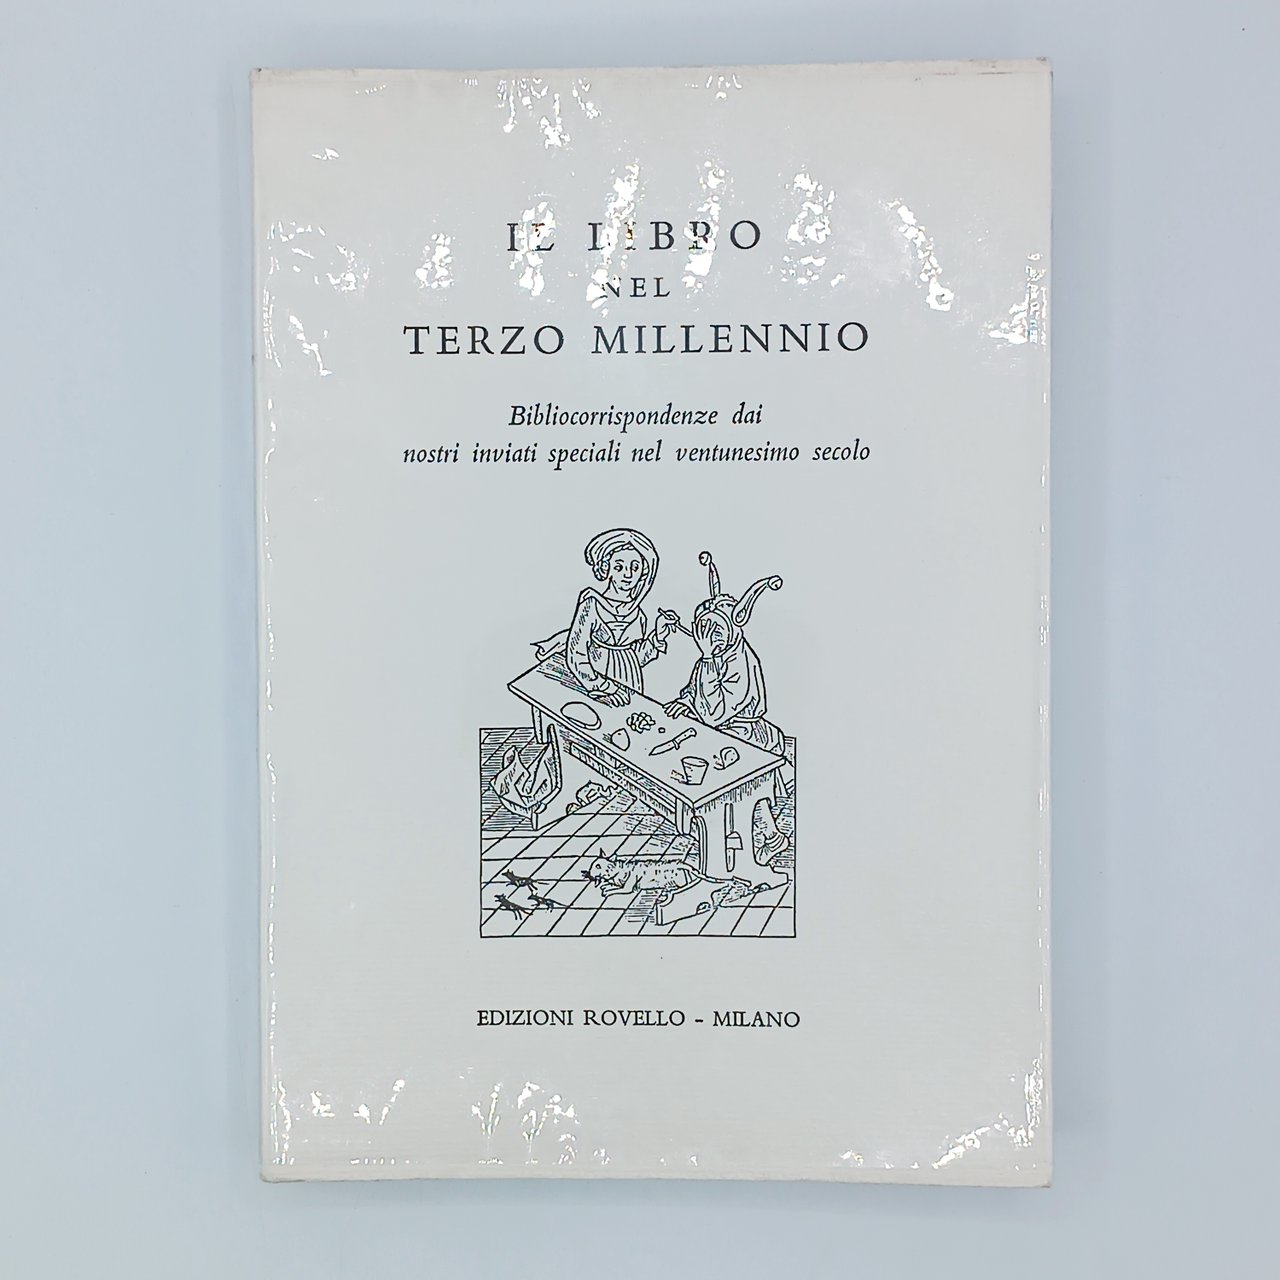 IL LIBRO
NEL
TERZO MILLENNIO
Bibliocorrispondenze dai
nostri inviati speciali nel ventunesimo secolo
EDIZIONI ROVELLO - MILANO